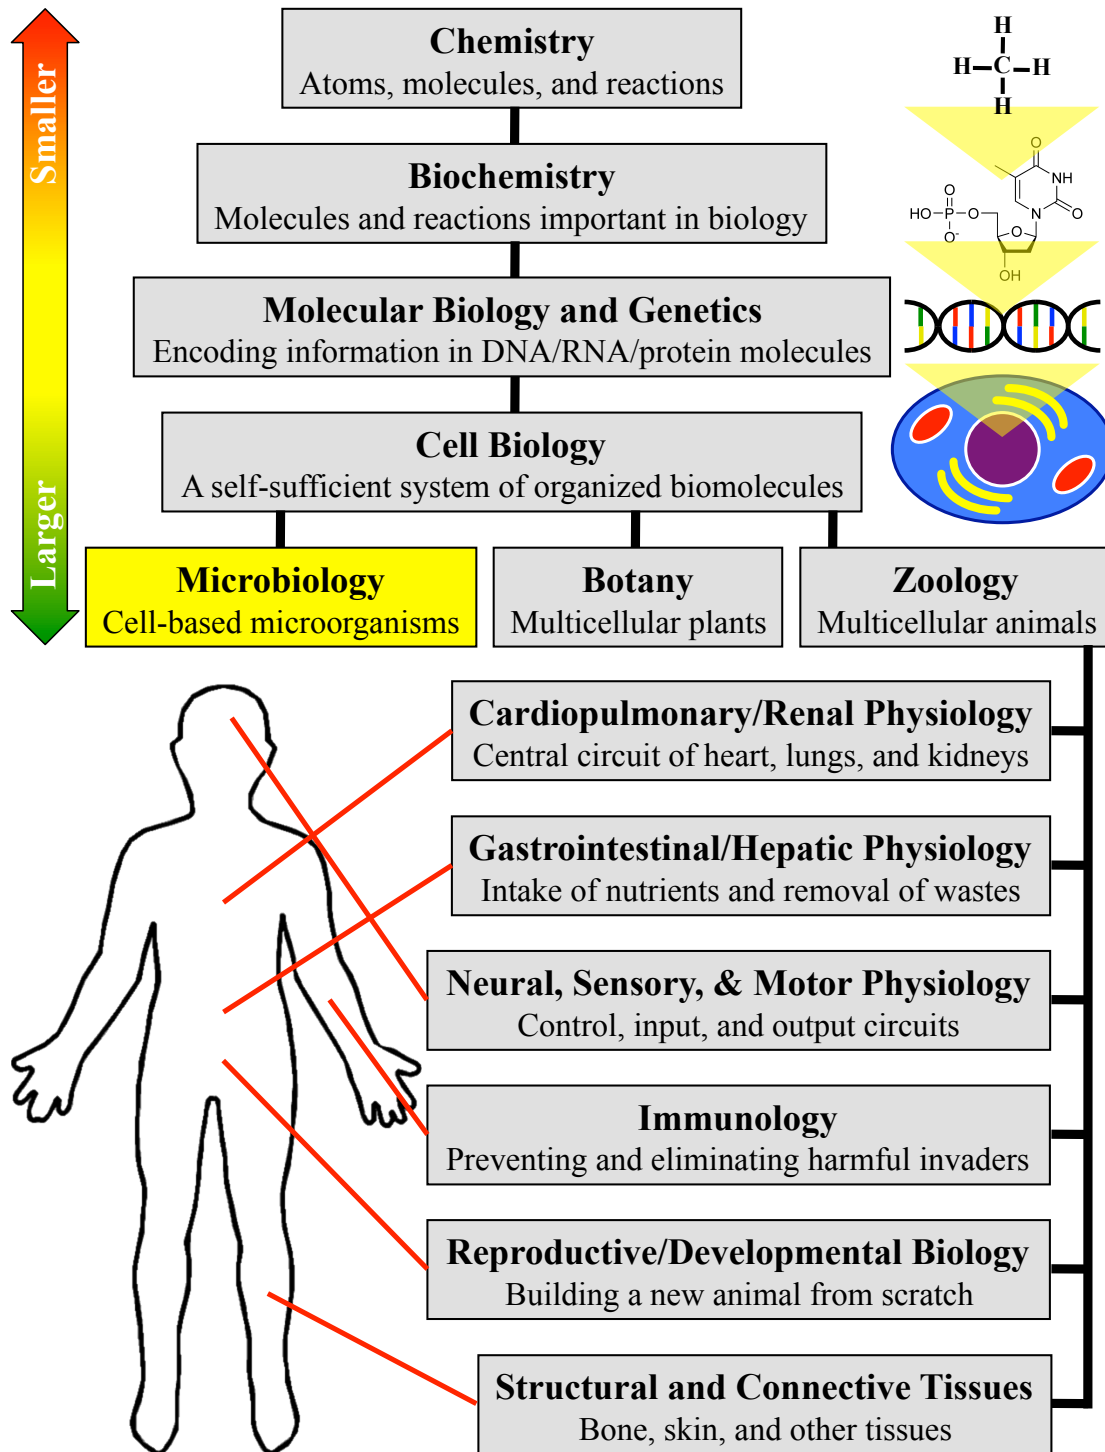 Smaller
Larger
Chemistry
Atoms, molecules, and reactions
Biochemistry
Molecules and reactions important in biology
Molecular Biology and Genetics
Encoding information in DNA/RNA/protein molecules
Cell Biology
A self-sufficient system of organized biomolecules
Microbiology
Cell-based microorganisms
Botany
Multicellular plants
Zoology
Multicellular animals
H
H C H
H
O
NH
O
HO P O
N O
O-
O
OH
Cardiopulmonary/Renal Physiology
Central circuit of heart, lungs, and kidneys
Gastrointestinal/Hepatic Physiology
Intake of nutrients and removal of wastes
Neural, Sensory, & Motor Physiology
Control, input, and output circuits
Immunology
Preventing and eliminating harmful invaders
Reproductive/Developmental Biology
Building a new animal from scratch
Structural and Connective Tissues
Bone, skin, and other tissues